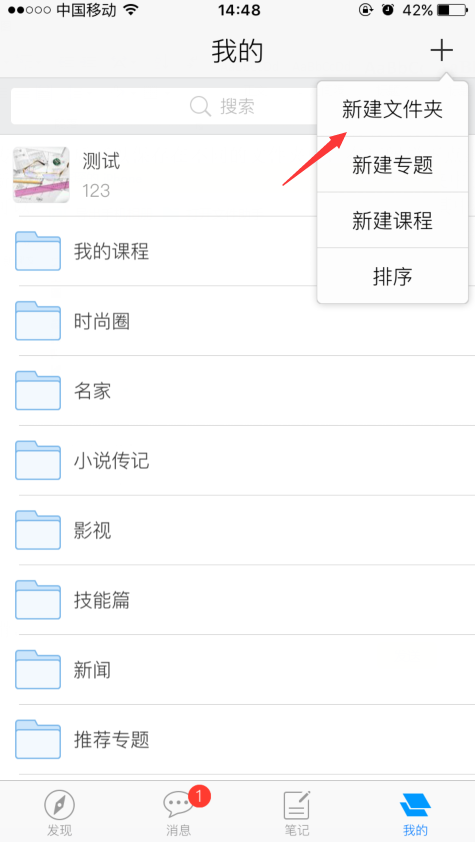 中国移动 14:48 42%
我的
搜索
新建文件夹
新建专题
新建课程
排序
测试
123
我的课程
时尚圈
名家
小说传记
影视
技能篇
新闻
推荐专题
1
发现 消息 笔记 我的